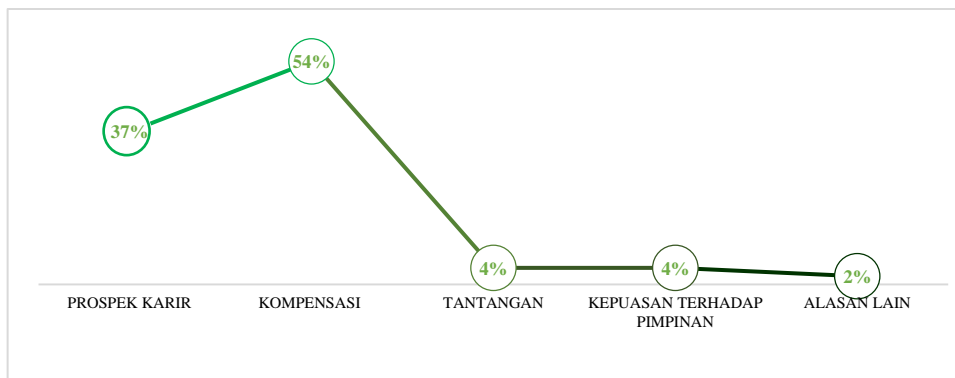 54%
37%
4%
4%
2%
PROSPEK KARIR
KOMPENSASI
TANTANGAN
KEPUASAN TERHADAP
PIMPINAN
ALASAN LAIN